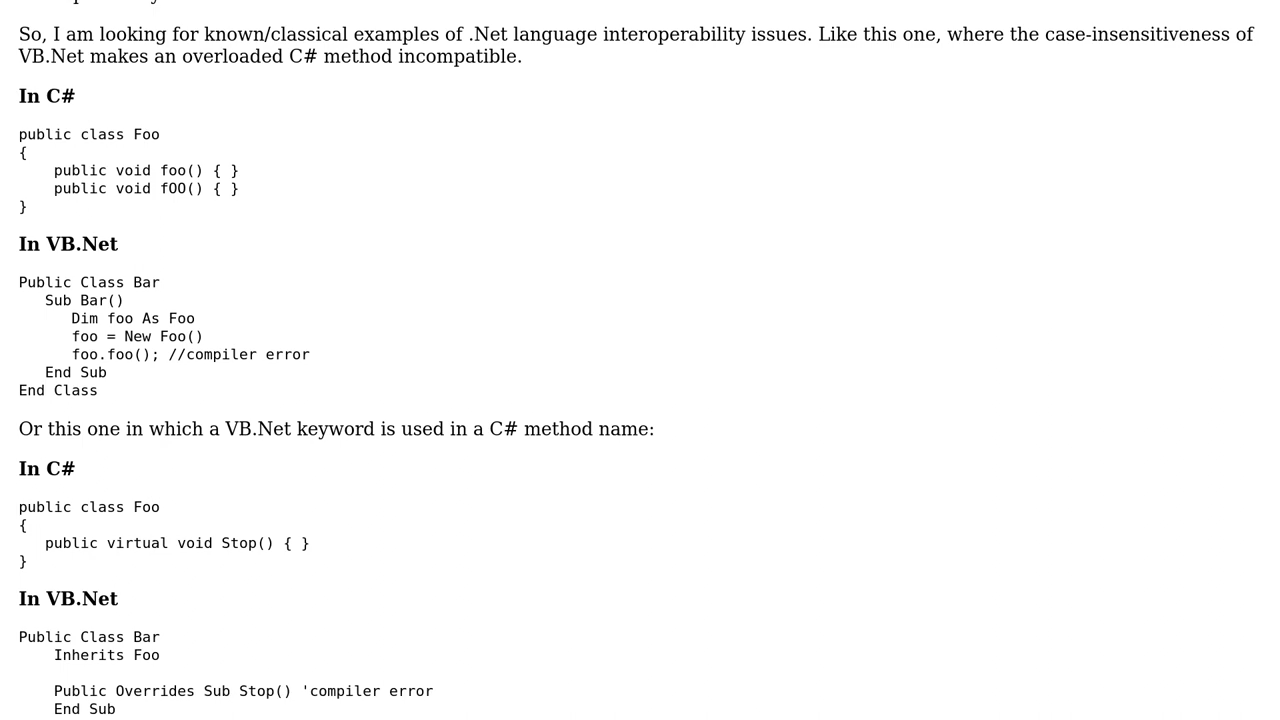 So, I am looking for known/classical examples of .Net language interoperability issues. Like this one, where the case-insensitiveness of
VB.Net makes an overloaded C# method incompatible.
In C#
public class Foo
{
    public void foo() { }
    public void fOO() { }
}
In VB.Net
Public Class Bar
   Sub Bar()
      Dim foo As Foo
      foo = New Foo()
      foo.foo(); //compiler error
   End Sub
End Class
Or this one in which a VB.Net keyword is used in a C# method name:
In C#
public class Foo
{
   public virtual void Stop() { }
}
In VB.Net
Public Class Bar
    Inherits Foo

    Public Overrides Sub Stop() 'compiler error
    End Sub